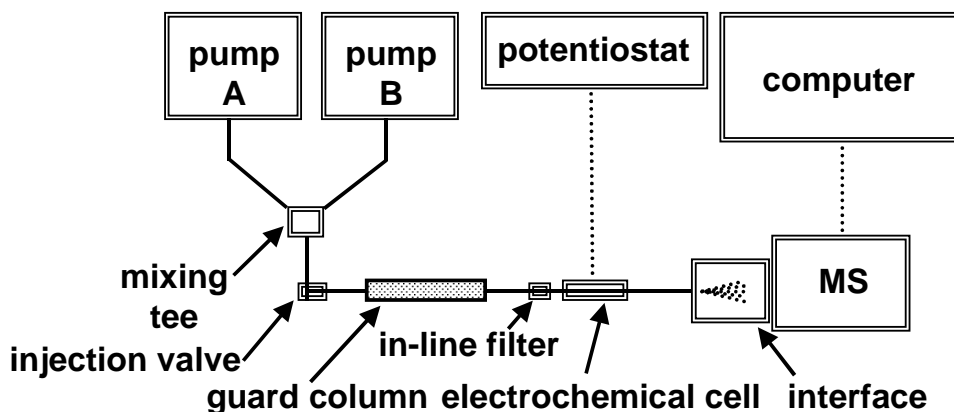 pump
A
pump
B
potentiostat
computer
mixing
tee
injection valve
guard column
in-line filter
electrochemical cell
interface
MS